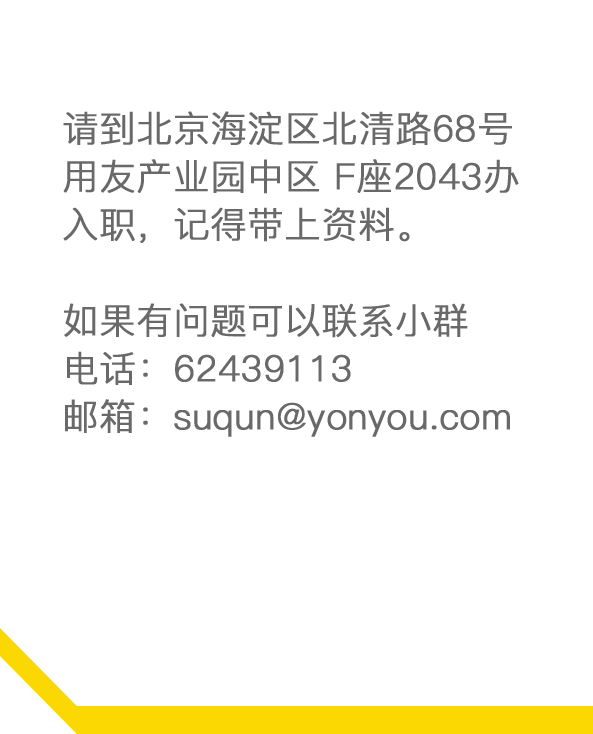 请到北京海淀区北清路68号
用友产业园中区 F座2043办
入职，记得带上资料。
如果有问题可以联系小群
电话：62439113
邮箱：suqun@yonyou.com